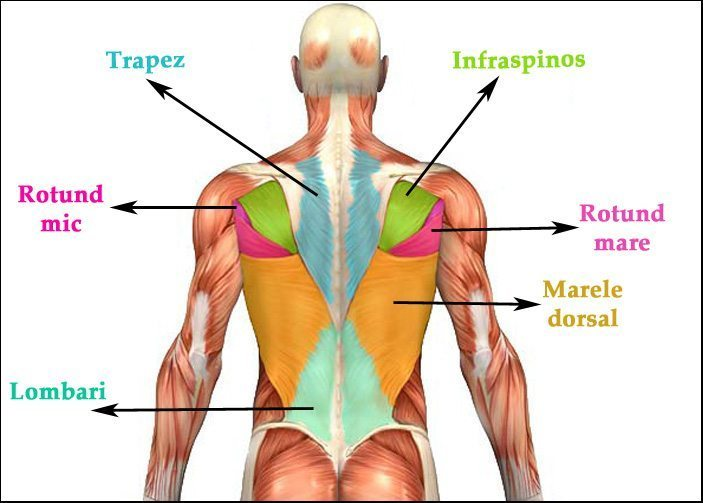 Trapez
Infraspinos
Rotund
mic
Rotund
mare
Marele
dorsal
Lombari